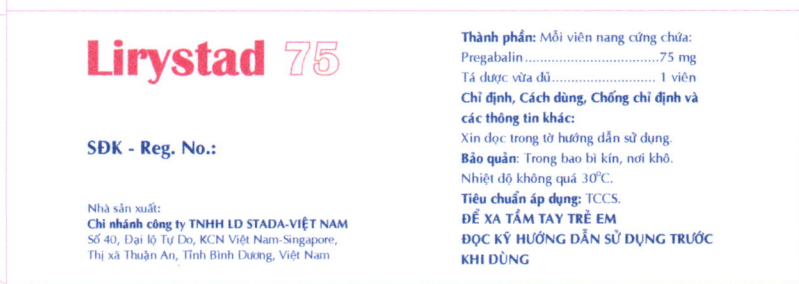 Lirystad 75
SĐK - Reg. No.:
Nhà sản xuất:
Chi nhánh công ty TNHH LD STADA-VIỆT NAM
Số 40, Đại lộ Tự Do, KCN Việt Nam-Singapore,
Thị xã Thuận An, Tỉnh Bình Dương, Việt Nam
Thành phần: Mỗi viên nang cứng chứa:
Pregabalin..................................75 mg
Tá dược vừa đủ.......................... 1 viên
Chỉ định, Cách dùng, Chống chỉ định và
các thông tin khác:
Xin đọc trong tờ hướng dẫn sử dụng.
Bảo quản: Trong bao bì kín, nơi khô.
Nhiệt độ không quá 30°C.
Tiêu chuẩn áp dụng: TCCS.
ĐỂ XA TẦM TAY TRẺ EM
ĐỌC KỸ HƯỚNG DẪN SỬ DỤNG TRƯỚC
KHI DÙNG